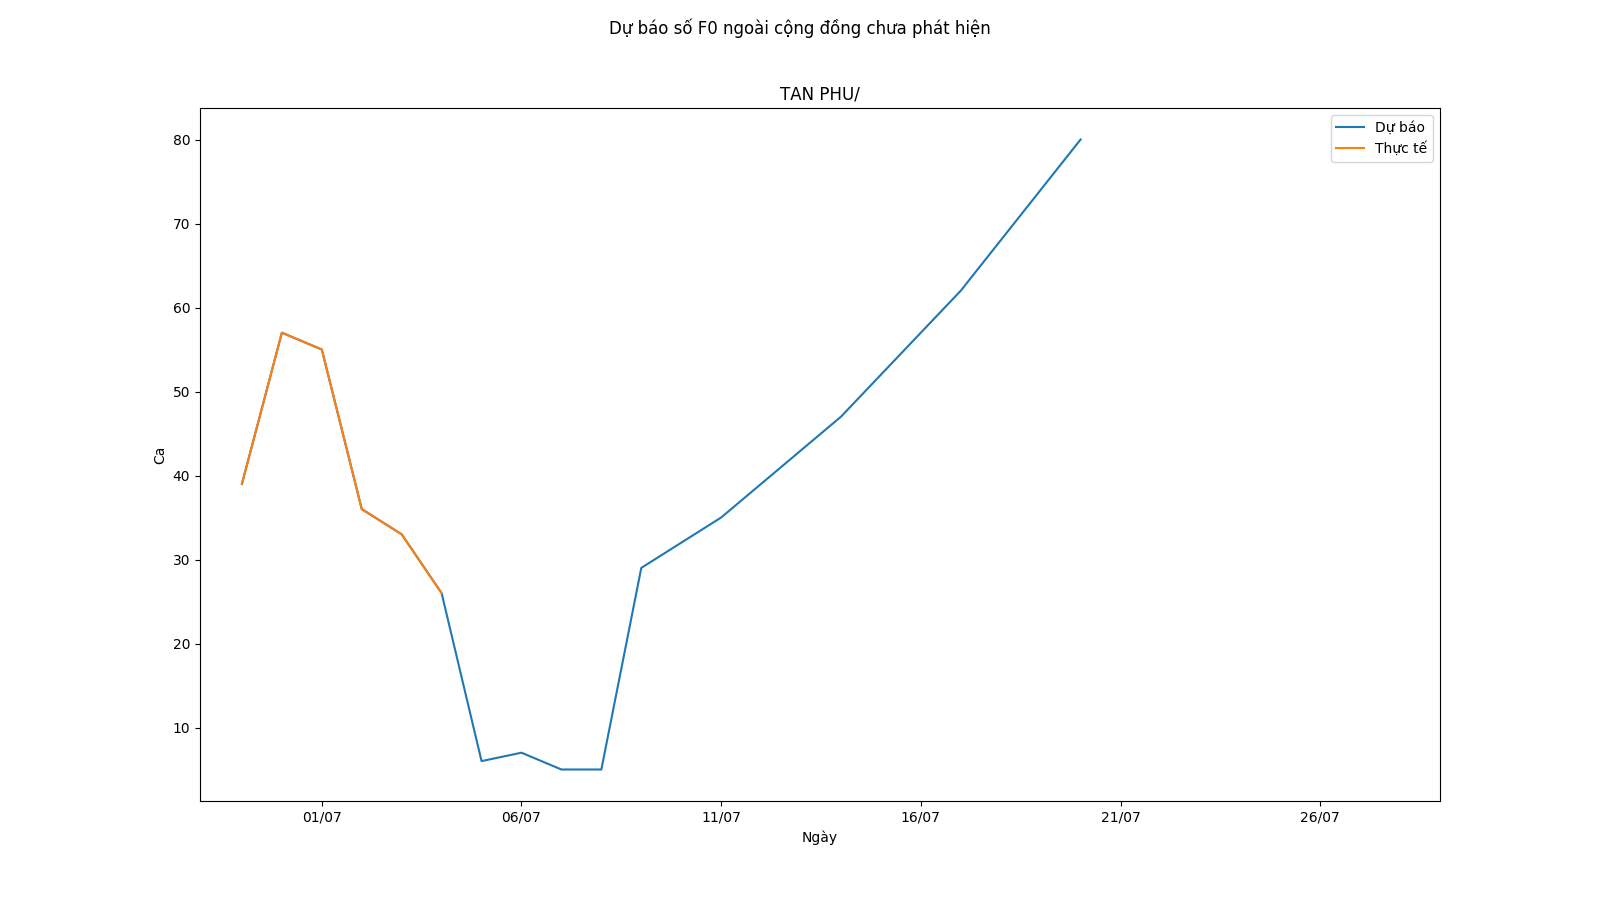 Dự báo số F0 ngoài cộng đồng chưa phát hiện
TAN PHU/
Dự báo
Thực tế
80
70
60
50
40
30
20
10
Ca
01/07
06/07
11/07
16/07
21/07
26/07
Ngày